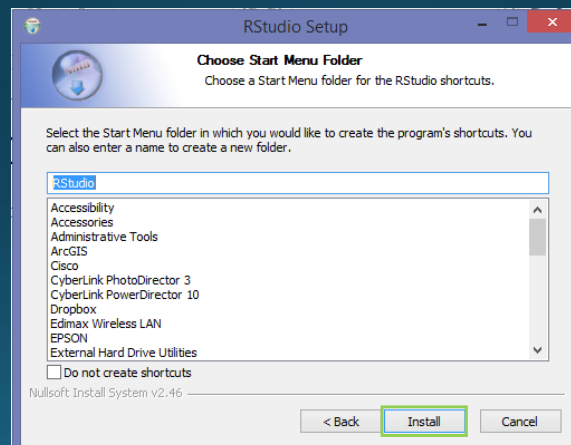 RStudio Setup
Choose Start Menu Folder
Choose a Start Menu folder for the RStudio shortcuts.
Select the Start Menu folder in which you would like to create the program's shortcuts. You
can also enter a name to create a new folder.
RStudio
Accessibility
Accessories
Administrative Tools
ArcGIS
Cisco
CyberLink PhotoDirector 3
CyberLink PowerDirector 10
Dropbox
Edimax Wireless LAN
EPSON
External Hard Drive Utilities
Do not create shortcuts
Nullsoft Install System v2.46
< Back Install Cancel